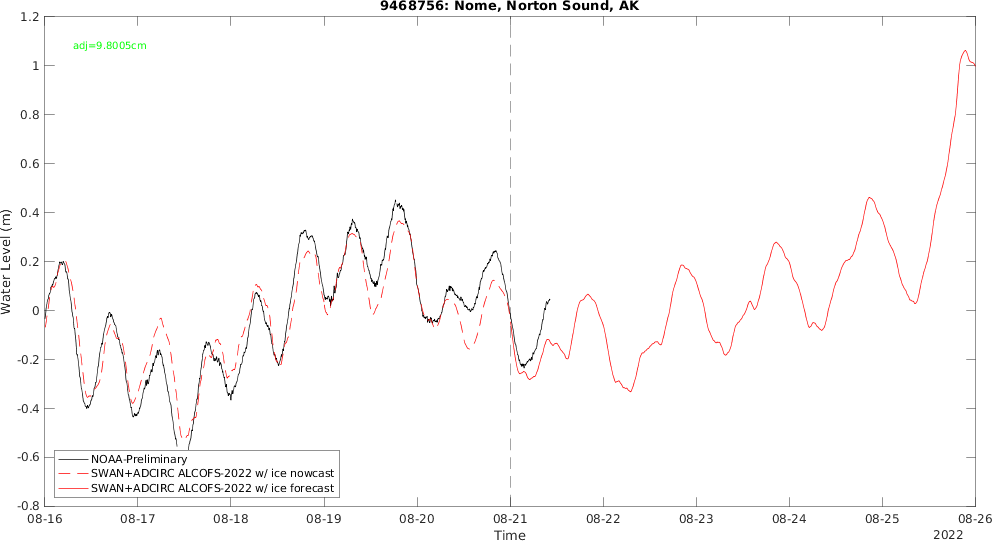 9468756: Nome, Norton Sound, AK
adj=9.8005cm
1.2
1
0.8
0.6
0.4
0.2
0
-0.2
-0.4
-0.6
-0.8
Water Level (m)
NOAA-Preliminary
SWAN+ADCIRC ALCOFS-2022 w/ ice nowcast
SWAN+ADCIRC ALCOFS-2022 w/ ice forecast
08-16 08-17 08-18 08-19 08-20 08-21 08-22 08-23 08-24 08-25 08-26
Time
2022